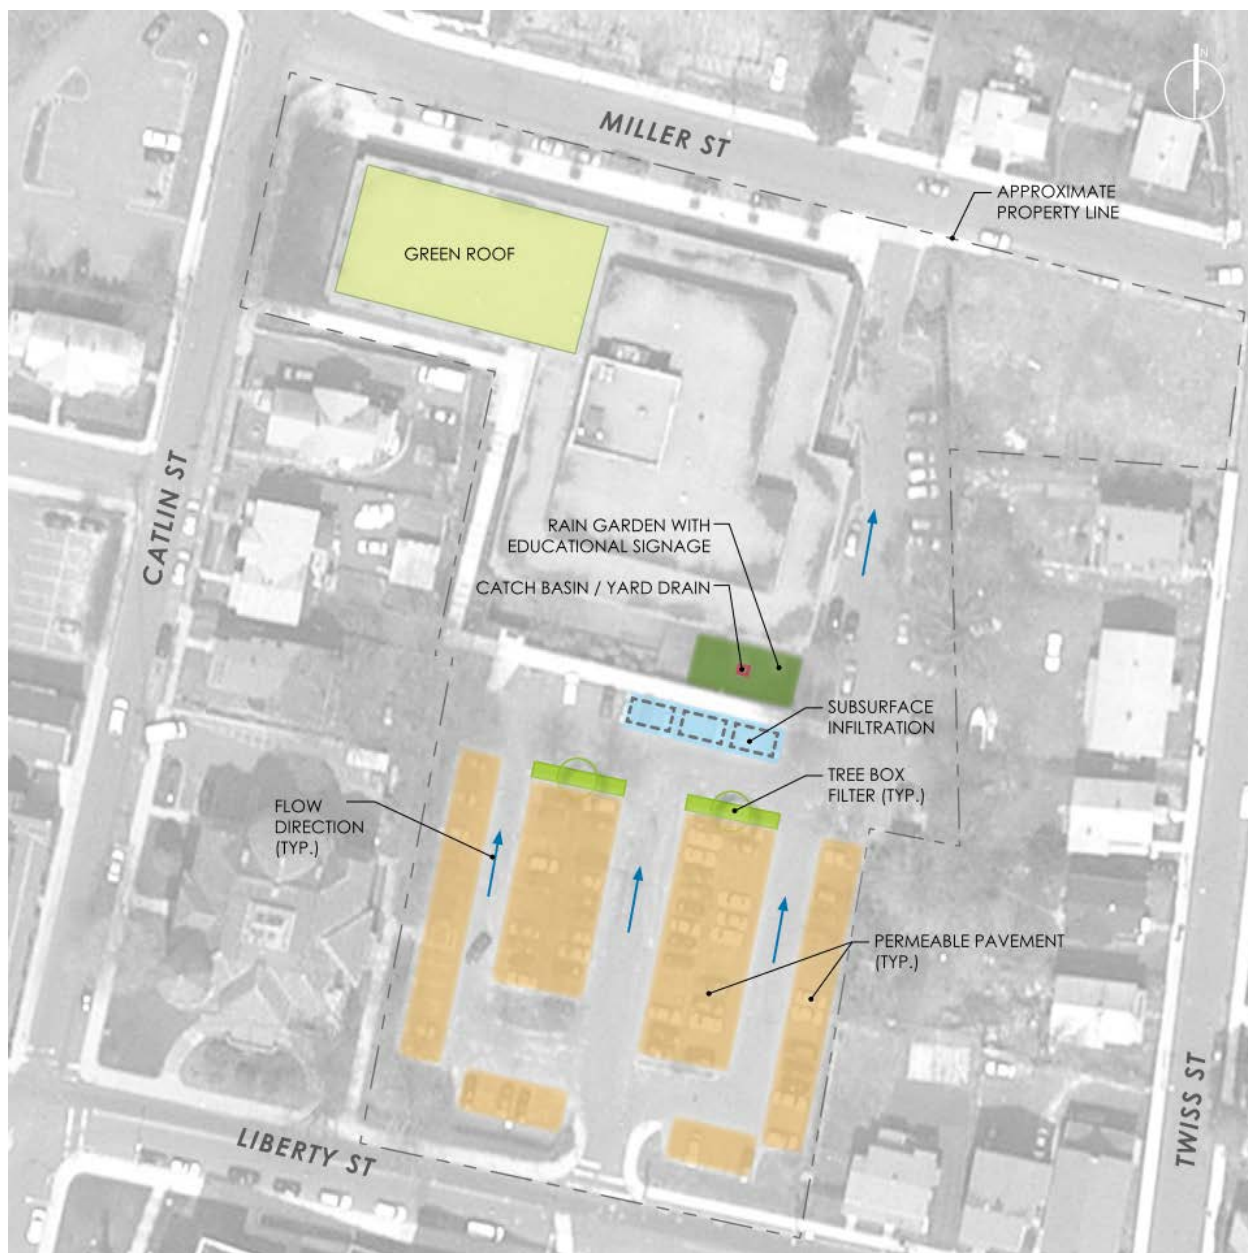 N
MILLER ST
APPROXIMATE
PROPERTY LINE
GREEN ROOF
CATLIN ST
RAIN GARDEN WITH
EDUCATIONAL SIGNAGE
CATCH BASIN / YARD DRAIN
SUBSURFACE
INFILTRATION
TREE BOX
FILTER (TYP.)
FLOW
DIRECTION
(TYP.)
PERMEABLE PAVEMENT
(TYP.)
TWISS ST
LIBERTY ST